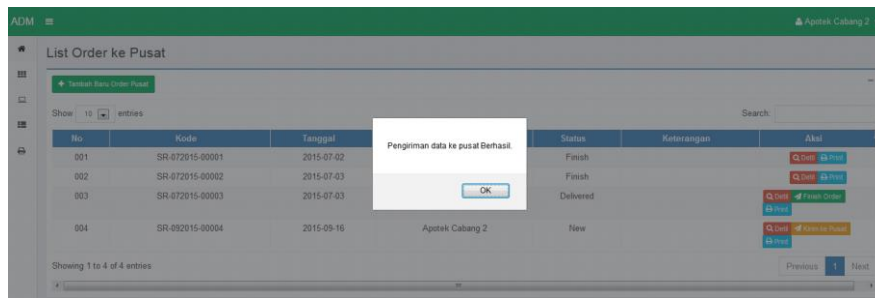 ADM
Apotek Cabang 2
List Order ke Pusat
Tambah Baru Order Pusat
Show 10 entries
Search:
No Kode Tanggal Status Keterangan Aksi
001 SR-072015-00001 2015-07-02 Finish Detil Print
002 SR-072015-00002 2015-07-03 Finish Detil Print
003 SR-072015-00003 2015-07-03 Delivered Detil Finish Order
Print
004 SR-092015-00004 2015-09-16 Apotek Cabang 2 New Detil Kirim ke Pusat
Print
Pengiriman data ke pusat Berhasil.
OK
Showing 1 to 4 of 4 entries
Previous 1 Next